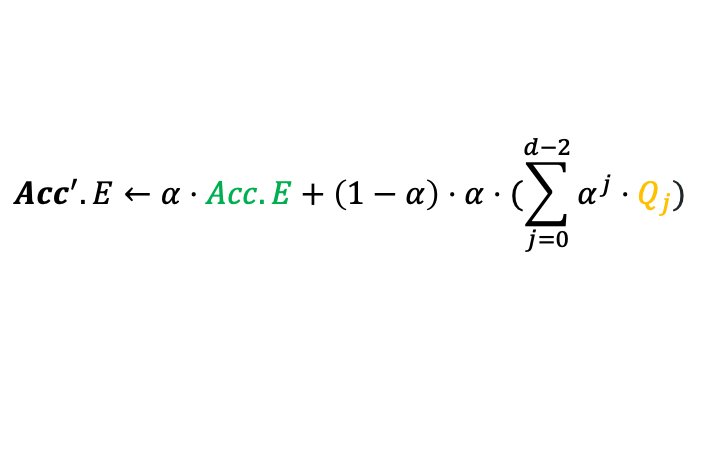 Acc′.E ← α · Acc.E + (1 − α) · α · (∑_{j=0}^{d−2} α^j · Q_j)